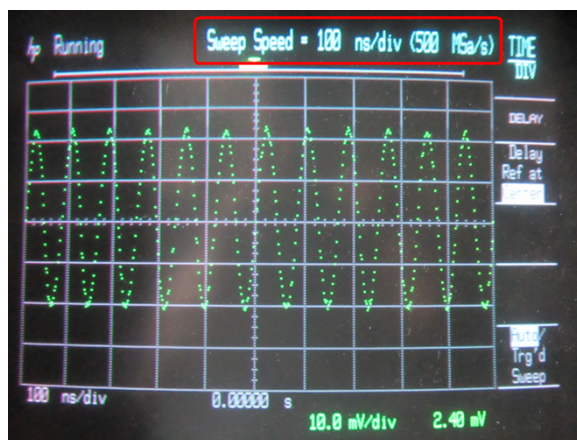 hp Running Sweep Speed = 100 ns/div (500 MSa/s) TIME
DIV
DELAY
Delay
Ref at
Center
Auto/
Trg'd
Sweep
100 ns/div 0.00000 s
10.0 mV/div 2.40 mV